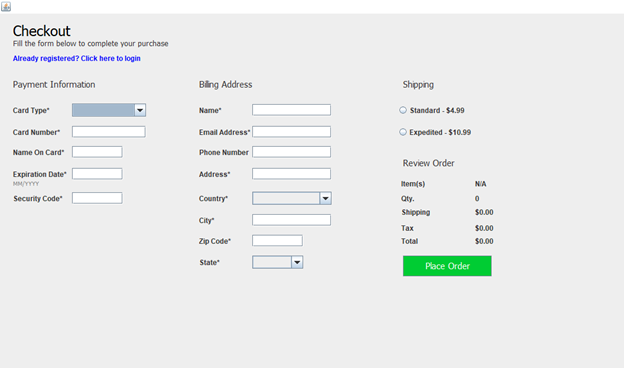 Checkout
Fill the form below to complete your purchase
Already registered? Click here to login
Payment Information
Card Type*
Card Number*
Name On Card*
Expiration Date*
MM/YYYY
Security Code*
Billing Address
Name*
Email Address*
Phone Number
Address*
Country*
City*
Zip Code*
State*
Shipping
Standard - $4.99
Expedited - $10.99
Review Order
Item(s) N/A
Qty. 0
Shipping $0.00
Tax $0.00
Total $0.00
Place Order